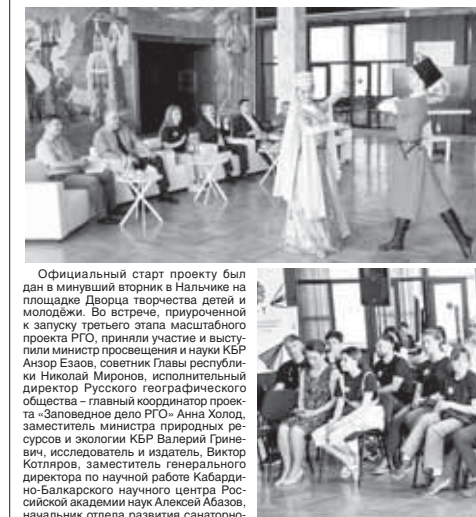 Официальный старт проекту был
дан в минувший вторник в Нальчике на
площадке Дворца творчества детей и
молодёжи. Во встрече, приуроченной
к запуску третьего этапа масштабного
проекта РГО, приняли участие и высту-
пили министр просвещения и науки КБР
Анзор Езаов, советник Главы республи-
ки Николай Миронов, исполнительный
директор Русского географического
общества – главный координатор проек-
та «Заповедное дело РГО» Анна Холод,
заместитель министра природных ре-
сурсов и экологии КБР Валерий Грине-
вич, исследователь и издатель, Виктор
Котляров, заместитель генерального
директора по научной работе Кабарди-
но-Балкарского научного центра Рос-
сийской академии наук Алексей Абазов,
начальник отдела развития санаторно-